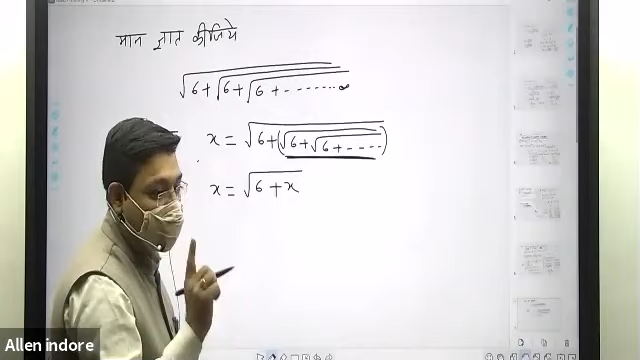 मान ज्ञात कीजिये
√6+√6+√6+-------∞
x = √6+(√6+√6+----)
x = √6+x
Allen indore